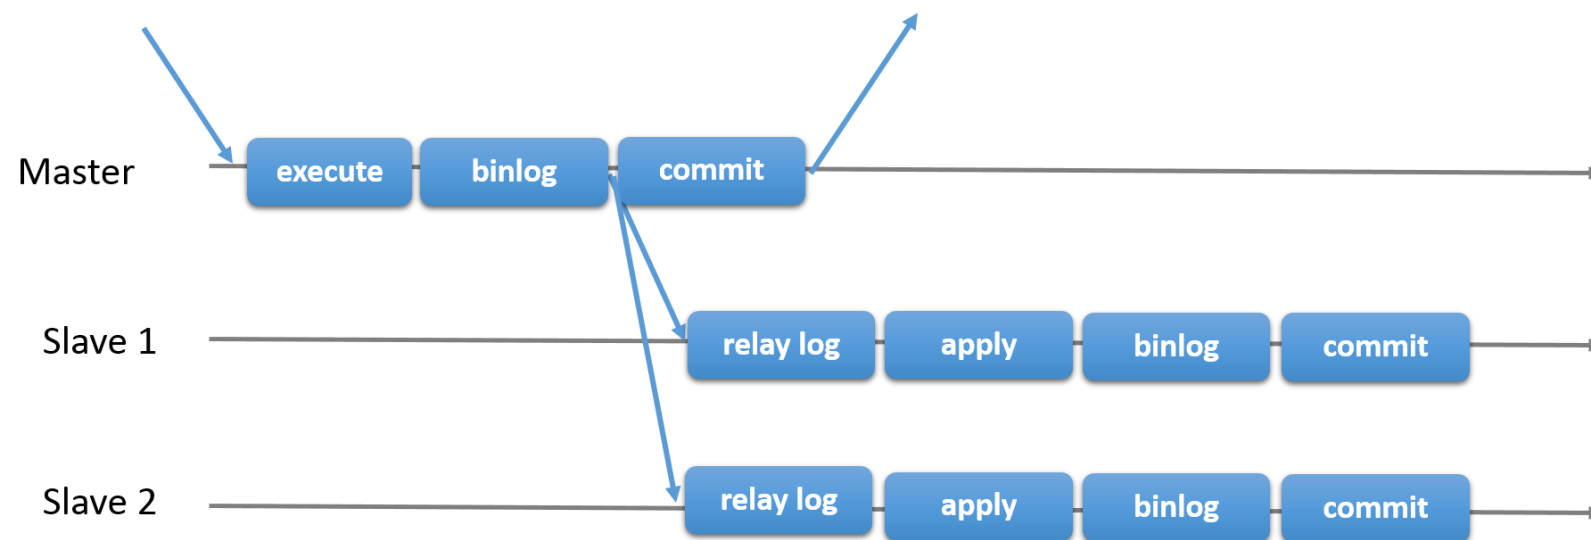 Master execute binlog commit
Slave 1 relay log apply binlog commit
Slave 2 relay log apply binlog commit